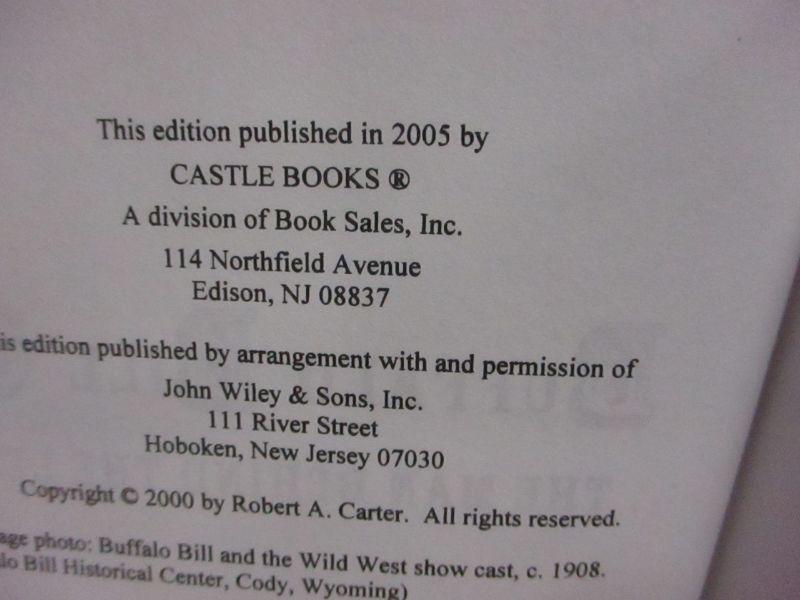 This edition published in 2005 by
CASTLE BOOKS ®
A division of Book Sales, Inc.
114 Northfield Avenue
Edison, NJ 08837
is edition published by arrangement with and permission of
John Wiley & Sons, Inc.
111 River Street
Hoboken, New Jersey 07030
Copyright © 2000 by Robert A. Carter. All rights reserved.
age photo: Buffalo Bill and the Wild West show cast, c. 1908.
lo Bill Historical Center, Cody, Wyoming)